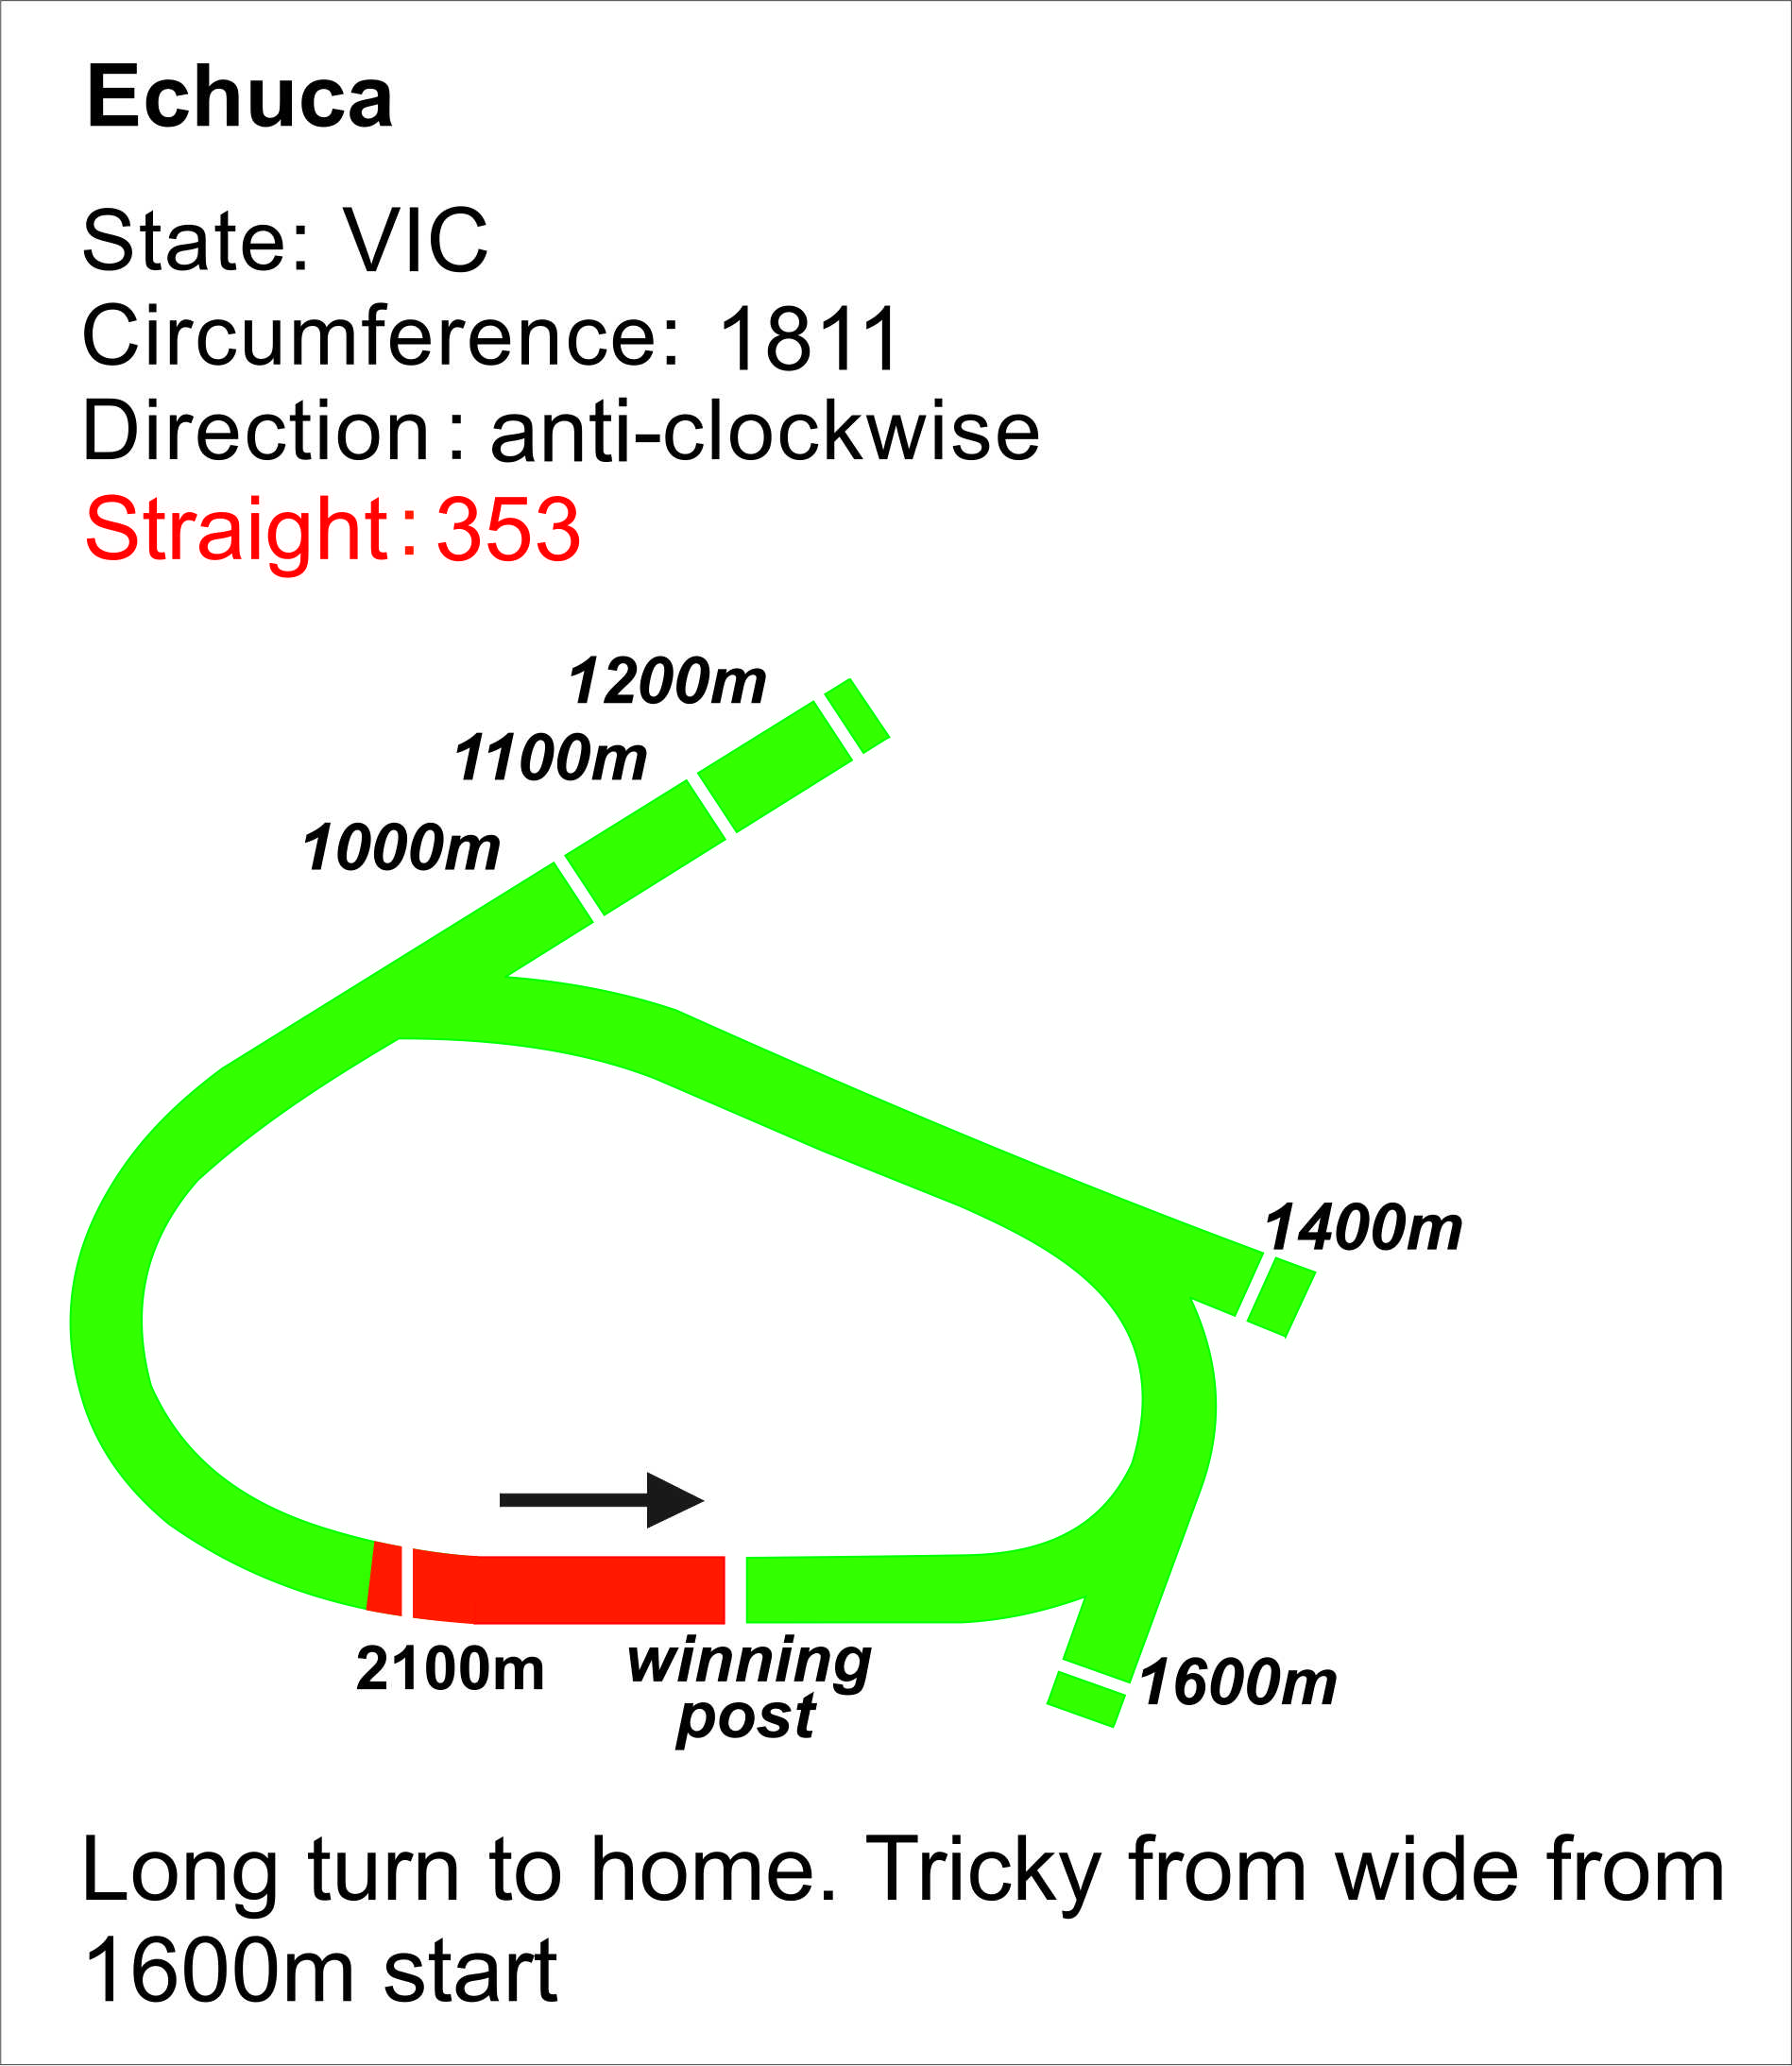 Echuca
State: VIC
Circumference: 1811
Direction: anti-clockwise
Straight: 353
1200m
1100m
1000m
1400m
2100m
winning
post
1600m
Long turn to home. Tricky from wide from
1600m start